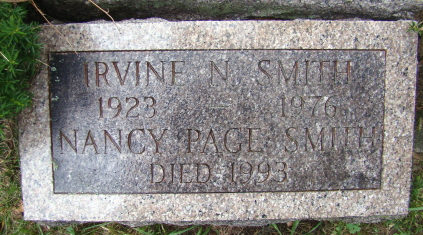 IRVINE N. SMITH
1923 — 1976
NANCY PAGE SMITH
DIED 1993